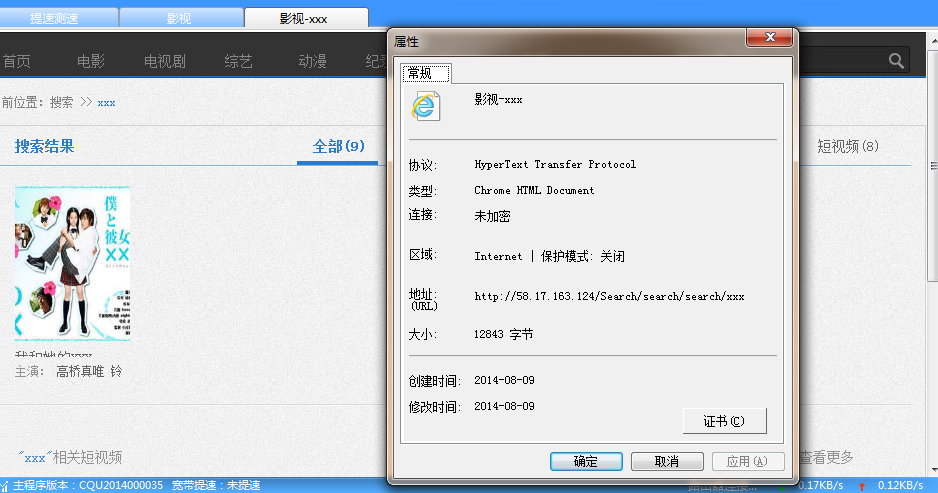 提速测速 影视 影视-xxx
属性
首页 电影 电视剧 综艺 动漫
常规
影视-xxx
前位置: 搜索 >> xxx
搜索结果 全部(9) 短视频(8)
协议: HyperText Transfer Protocol
类型: Chrome HTML Document
连接: 未加密
区域: Internet | 保护模式: 关闭
地址: (URL) http://58.17.163.124/Search/search/search/xxx
大小: 12843 字节
创建时间: 2014-08-09
修改时间: 2014-08-09
证书(C)
确定 取消 应用(A)
僕と彼女
XX
我和她的xxx
主演: 高桥真唯 铃
"xxx"相关短视频 查看更多
主程序版本: CQU2014000035 宽带提速: 未提速 0.17KB/s 0.12KB/s